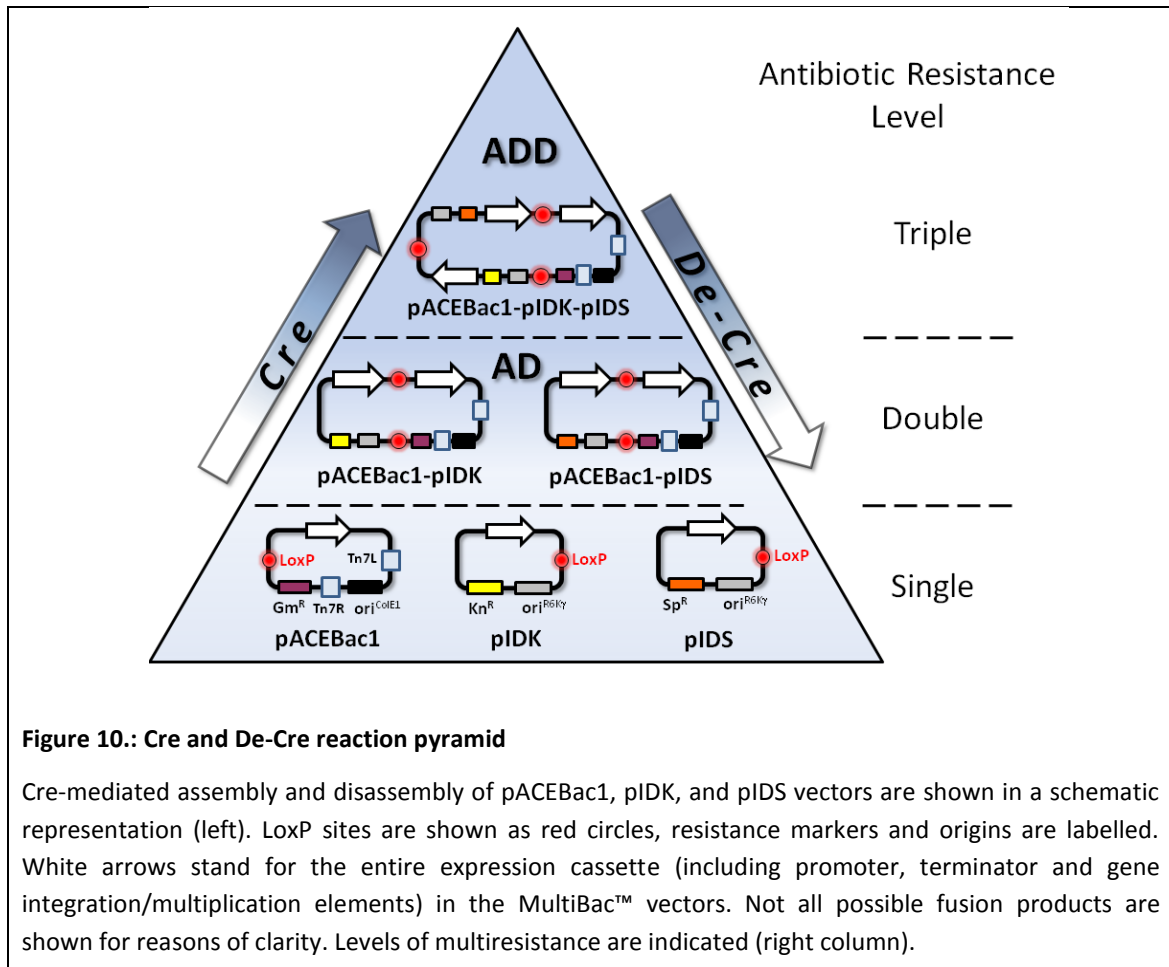 Antibiotic Resistance
Level
ADD
pACEBac1-pIDK-pIDS
Triple
Cre
De-Cre
AD
pACEBac1-pIDK
pACEBac1-pIDS
Double
LoxP
Tn7L
GmR Tn7R oriColE1
pACEBac1
LoxP
KnR oriR6Kγ
pIDK
LoxP
SpR oriR6Kγ
pIDS
Single
Figure 10.: Cre and De-Cre reaction pyramid
Cre-mediated assembly and disassembly of pACEBac1, pIDK, and pIDS vectors are shown in a schematic
representation (left). LoxP sites are shown as red circles, resistance markers and origins are labelled.
White arrows stand for the entire expression cassette (including promoter, terminator and gene
integration/multiplication elements) in the MultiBac™ vectors. Not all possible fusion products are
shown for reasons of clarity. Levels of multiresistance are indicated (right column).